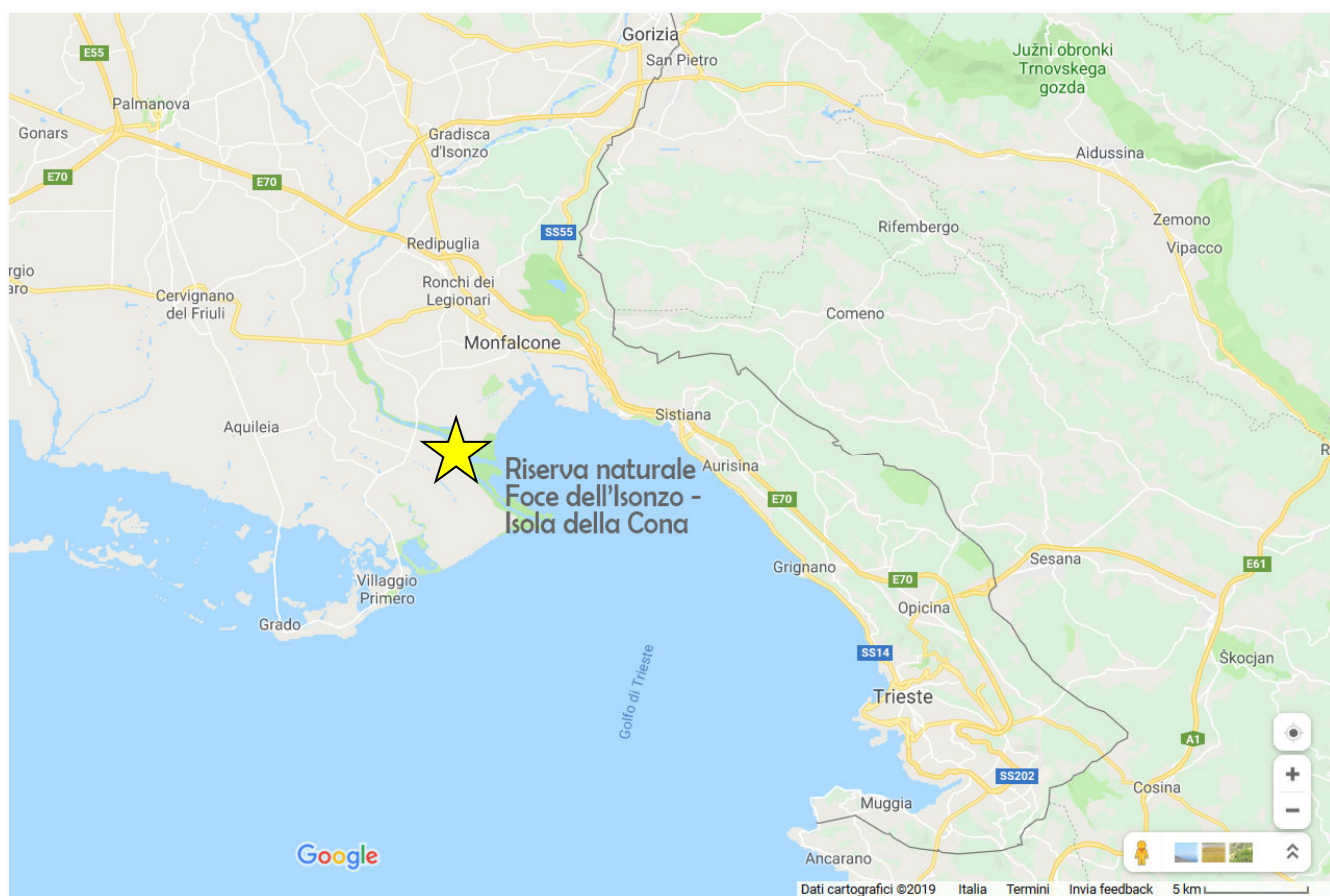 Gorizia
San Pietro
Južni obronki
Trnovskega
gozda
E55
Palmanova
Gonars
Gradisca
d'Isonzo
Aidussina
E70
E70
Zemono
Vipacco
Rifembergo
SS55
Redipuglia
rgio
aro
Ronchi dei
Legionari
Cervignano
del Friuli
Comeno
Monfalcone
Sistiana
Aquileia
R
Aurisina
Riserva naturale
Foce dell'Isonzo -
Isola della Cona
E70
Grignano
Sesana
E61
Villaggio
Primero
E70
Opicina
Grado
SS14
Škocjan
Golfo di Trieste
Trieste
A1
SS202
Cosina
Muggia
Ancarano
Google
Dati cartografici ©2019 Italia Termini Invia feedback 5 km